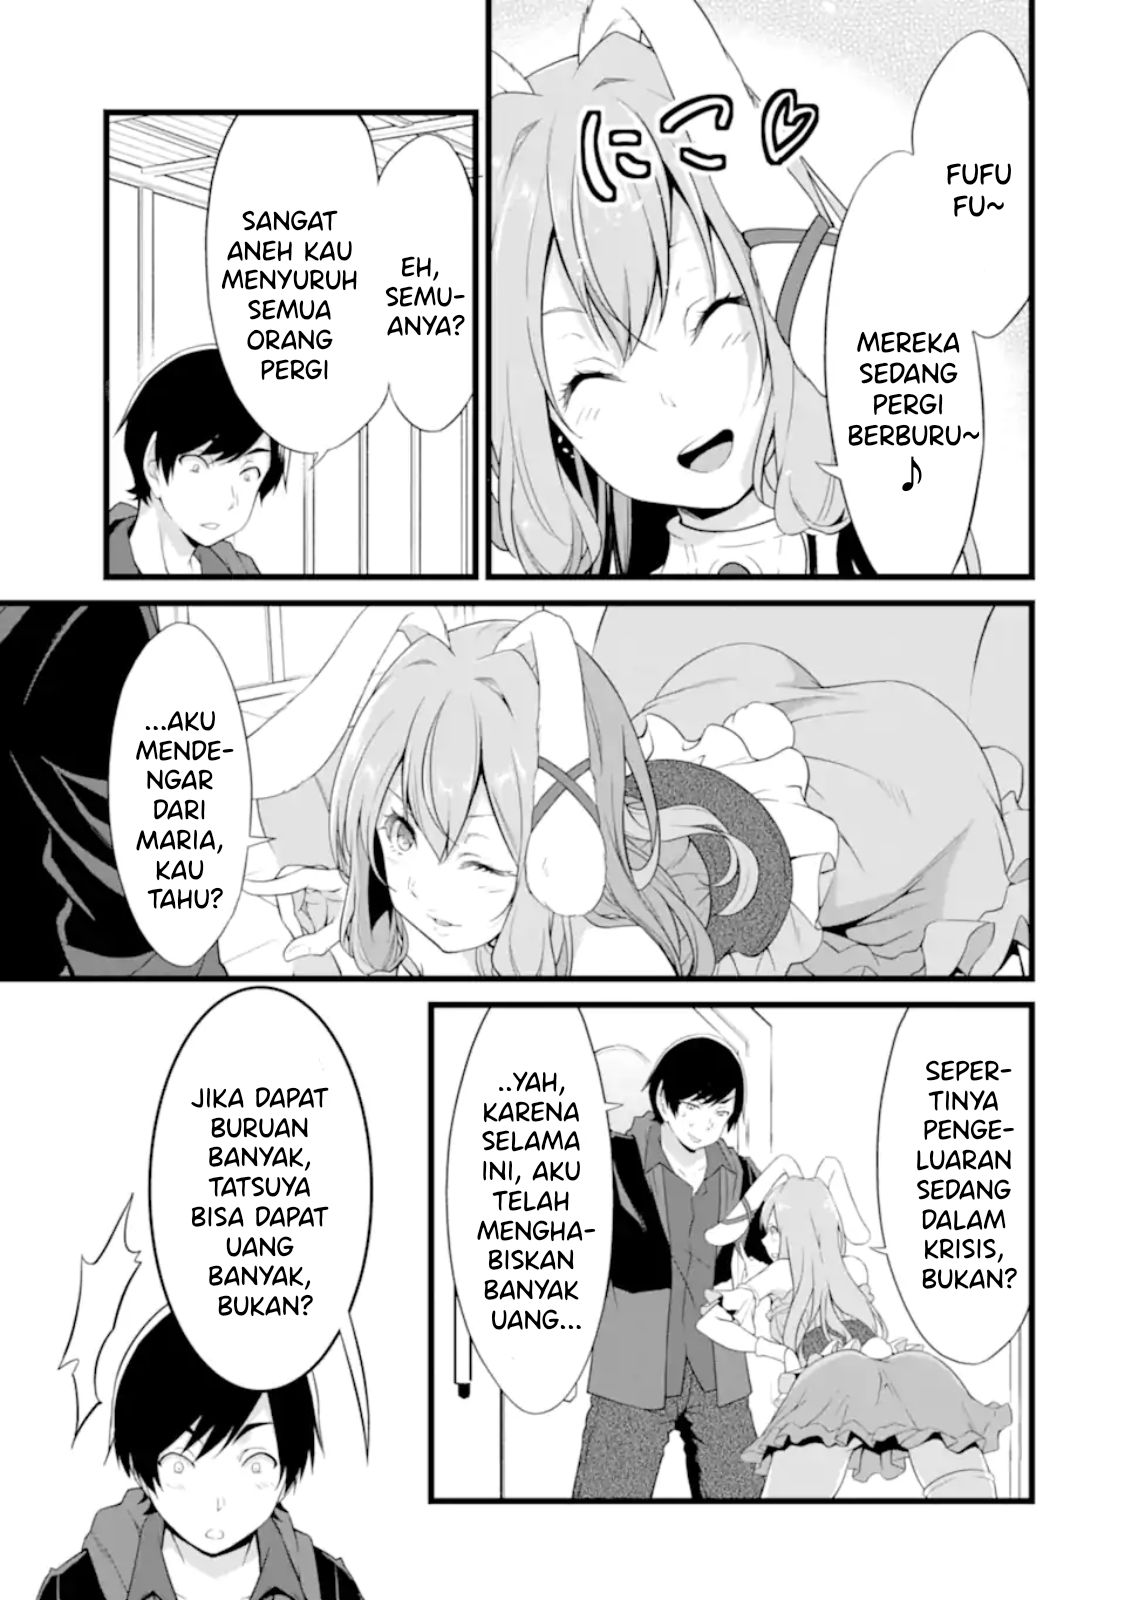 にこ♡
FUFU
FU~
MEREKA
SEDANG
PERGI
BERBURU~
♪
EH,
SEMU-
ANYA?
SANGAT
ANEH KAU
MENYURUH
SEMUA
ORANG
PERGI
...AKU
MENDE-
NGAR
DARI
MARIA,
KAU
TAHU?
SEPER-
TINYA
PENGE-
LUARAN
SEDANG
DALAM
KRISIS,
BUKAN?
..YAH,
KARENA
SELAMA
INI, AKU
TELAH
MENGHA-
BISKAN
BANYAK
UANG...
JIKA DAPAT
BURUAN
BANYAK,
TATSUYA
BISA DAPAT
UANG
BANYAK,
BUKAN?